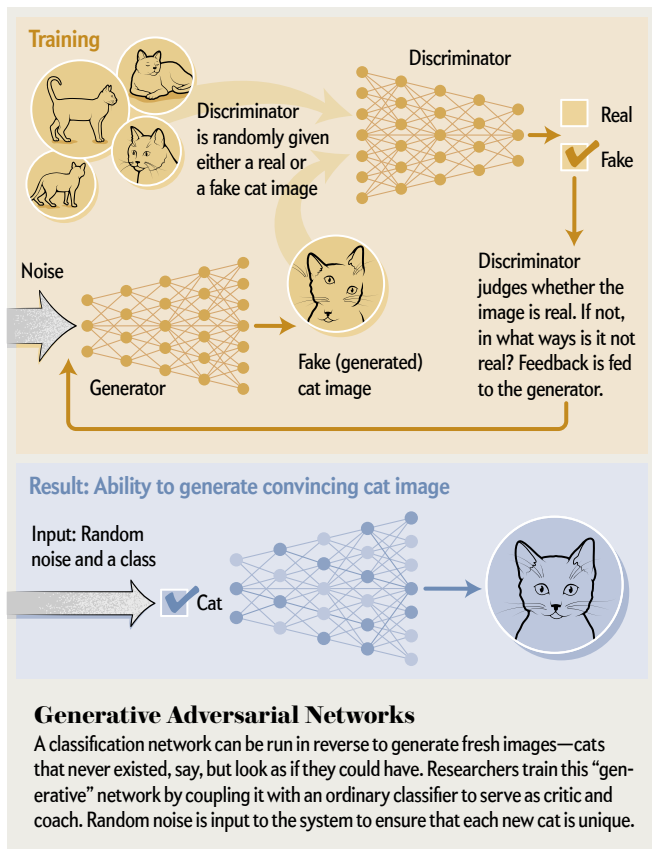 Training
Discriminator
Discriminator
is randomly given
either a real or
a fake cat image
Real
Fake
Noise
Generator
Fake (generated)
cat image
Discriminator
judges whether the
image is real. If not,
in what ways is it not
real? Feedback is fed
to the generator.
Result: Ability to generate convincing cat image
Input: Random
noise and a class
Cat
Generative Adversarial Networks
A classification network can be run in reverse to generate fresh images—cats
that never existed, say, but look as if they could have. Researchers train this “gen-
erative” network by coupling it with an ordinary classifier to serve as critic and
coach. Random noise is input to the system to ensure that each new cat is unique.